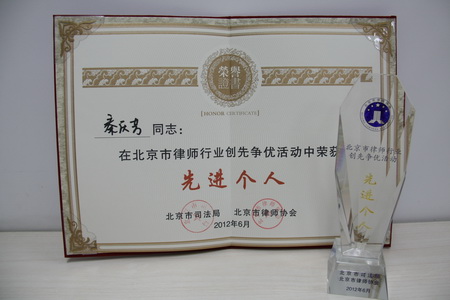 荣誉
证书
[HONOR CERTIFICATE]
秦庆芳 同志：
在北京市律师行业创先争优活动中荣获
先进个人
北京市司法局 北京市律师协会
2012年6月
北京市律师行业
创先争优活动
先进个人
北京市司法局
北京市律师协会
2012年6月